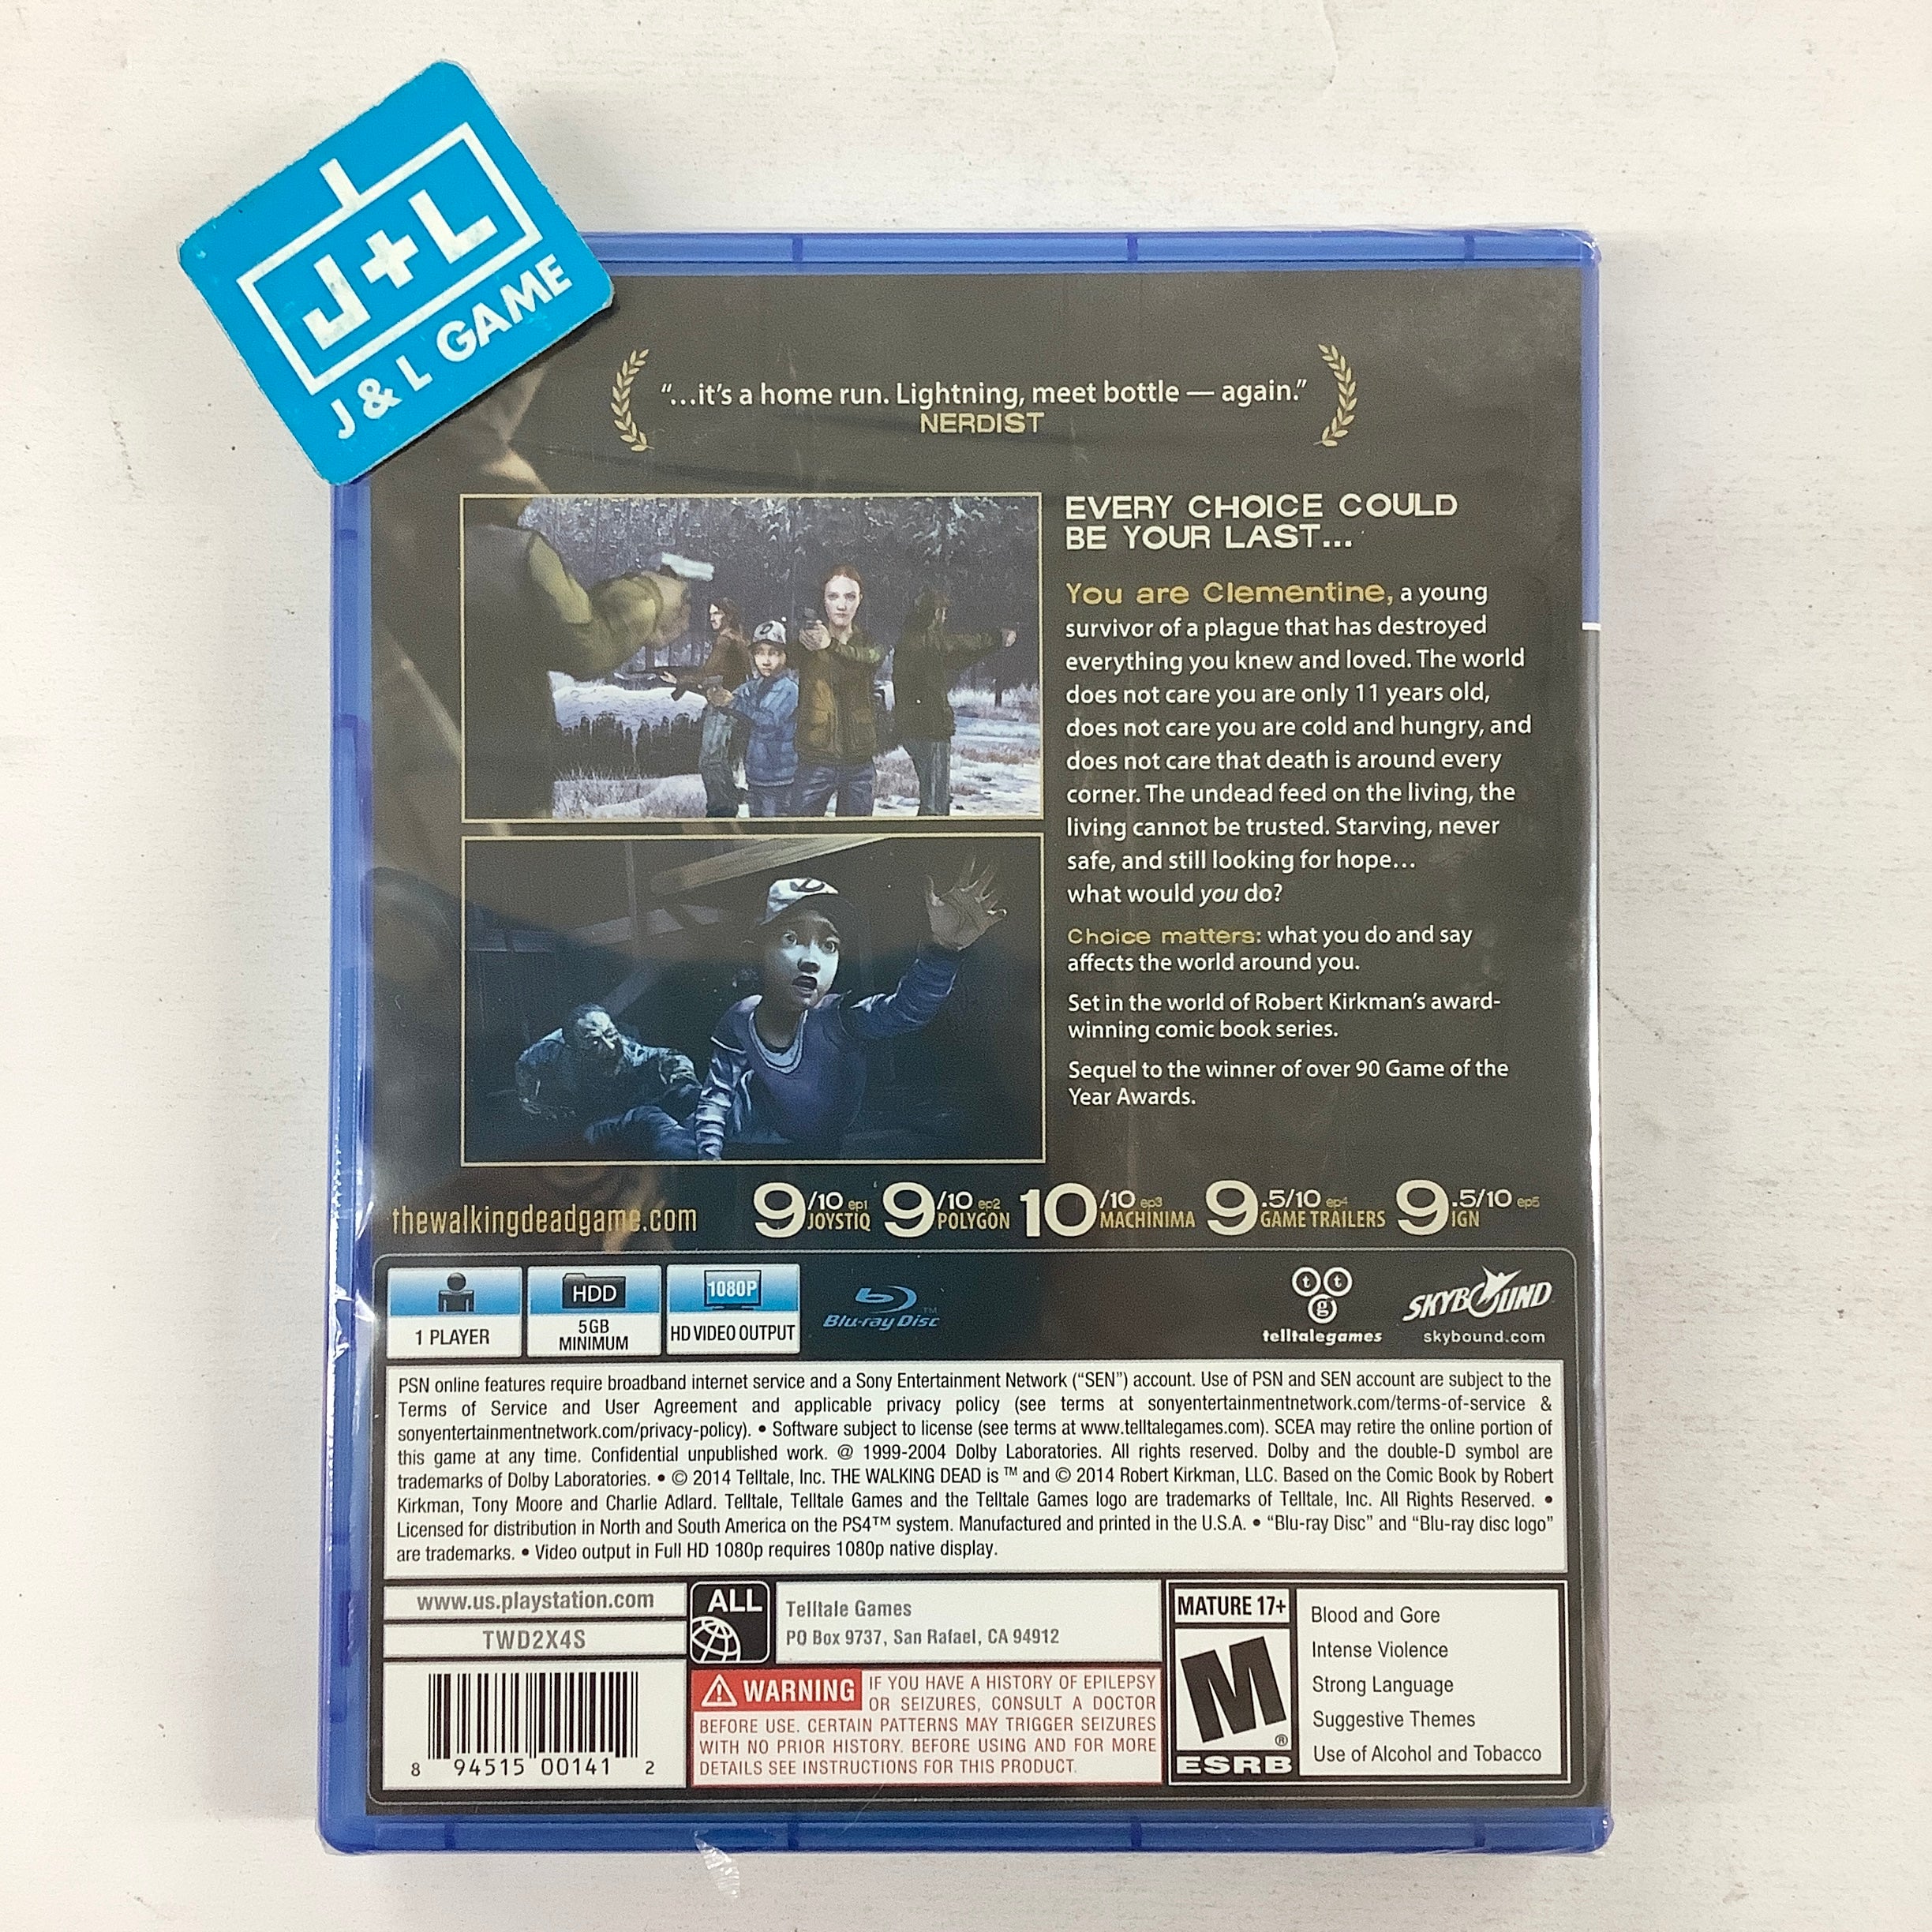 J+L
J & L GAME
“...it’s a home run. Lightning, meet bottle — again.”
NERDIST
EVERY CHOICE COULD
BE YOUR LAST...
You are Clementine, a young
survivor of a plague that has destroyed
everything you knew and loved. The world
does not care you are only 11 years old,
does not care you are cold and hungry, and
does not care that death is around every
corner. The undead feed on the living, the
living cannot be trusted. Starving, never
safe, and still looking for hope...
what would you do?
Choice matters: what you do and say
affects the world around you.
Set in the world of Robert Kirkman’s award-
winning comic book series.
Sequel to the winner of over 90 Game of the
Year Awards.
thewalkingdeadgame.com
9/10 ep1 JOYSTIQ
9/10 ep2 POLYGON
10/10 ep3 MACHINIMA
9.5/10 ep4 GAME TRAILERS
9.5/10 ep5 IGN
1 PLAYER
HDD
5GB
MINIMUM
1080P
HD VIDEO OUTPUT
Blu-ray Disc™
ttg
telltalegames
SKYBOUND
skybound.com
PSN online features require broadband internet service and a Sony Entertainment Network (“SEN”) account. Use of PSN and SEN account are subject to the
Terms of Service and User Agreement and applicable privacy policy (see terms at sonyentertainmentnetwork.com/terms-of-service &
sonyentertainmentnetwork.com/privacy-policy). • Software subject to license (see terms at www.telltalegames.com). SCEA may retire the online portion of
this game at any time. Confidential unpublished work. @ 1999-2004 Dolby Laboratories. All rights reserved. Dolby and the double-D symbol are
trademarks of Dolby Laboratories. • © 2014 Telltale, Inc. THE WALKING DEAD is ™ and © 2014 Robert Kirkman, LLC. Based on the Comic Book by Robert
Kirkman, Tony Moore and Charlie Adlard. Telltale, Telltale Games and the Telltale Games logo are trademarks of Telltale, Inc. All Rights Reserved. •
Licensed for distribution in North and South America on the PS4™ system. Manufactured and printed in the U.S.A. • “Blu-ray Disc” and “Blu-ray disc logo”
are trademarks. • Video output in Full HD 1080p requires 1080p native display.
www.us.playstation.com
TWD2X4S
ALL
Telltale Games
PO Box 9737, San Rafael, CA 94912
8 94515 00141 2
WARNING IF YOU HAVE A HISTORY OF EPILEPSY
OR SEIZURES, CONSULT A DOCTOR
BEFORE USE. CERTAIN PATTERNS MAY TRIGGER SEIZURES
WITH NO PRIOR HISTORY. BEFORE USING AND FOR MORE
DETAILS SEE INSTRUCTIONS FOR THIS PRODUCT.
MATURE 17+
M
®
ESRB
Blood and Gore
Intense Violence
Strong Language
Suggestive Themes
Use of Alcohol and Tobacco